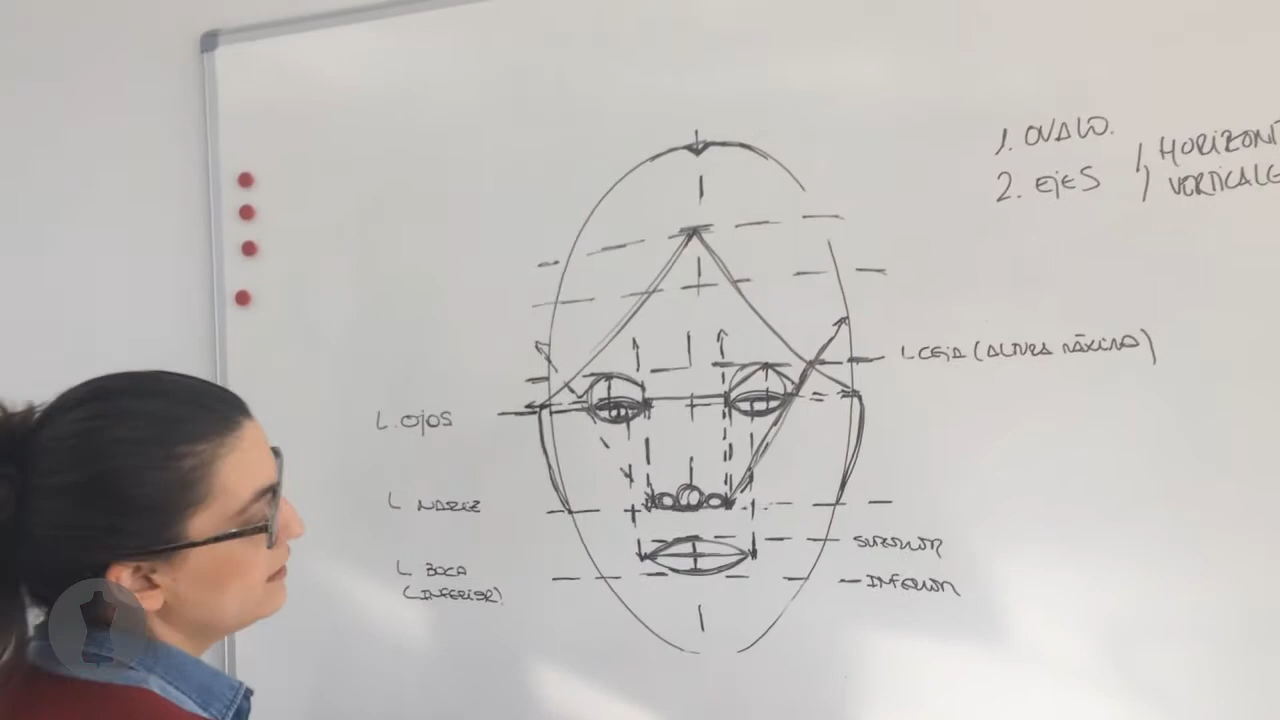 1. OVALO.
2. EJES / HORIZONT
/ VERTICALE
L CEJA (ALTURA MÁXIMA)
L. OJOS
L NARIZ
SUPERIOR
L BOCA
(INFERIOR)
INFERIOR